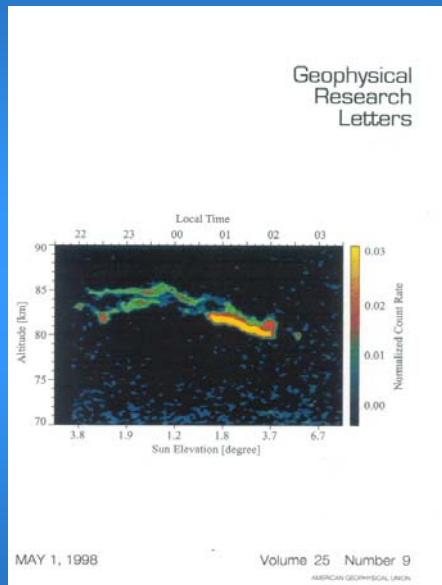 Geophysical
Research
Letters
Local Time
22 23 00 01 02 03
90
85
80
75
70
Altitude [km]
0.03
0.02
0.01
0.00
Normalized Count Rate
3.8 1.9 1.2 1.8 3.7 6.7
Sun Elevation [degree]
MAY 1, 1998
Volume 25 Number 9
AMERICAN GEOPHYSICAL UNION